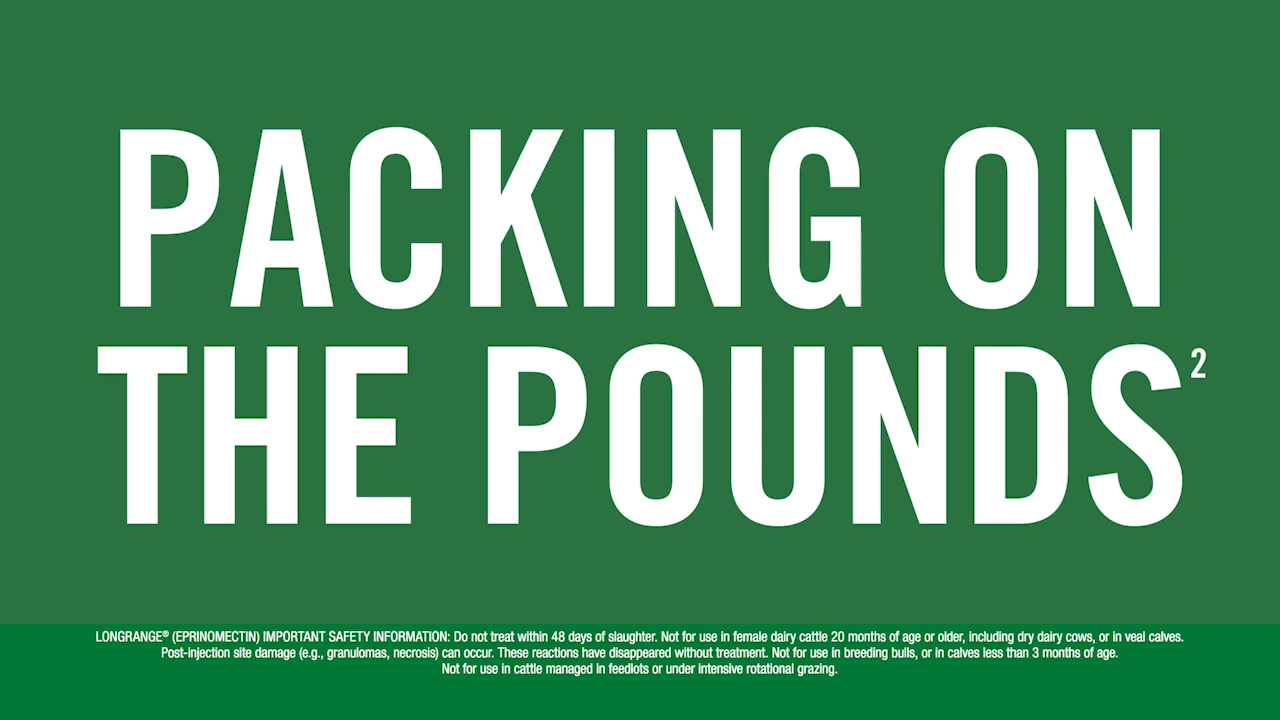 PACKING ON
THE POUNDS²
LONGRANGE® (EPRINOMECTIN) IMPORTANT SAFETY INFORMATION: Do not treat within 48 days of slaughter. Not for use in female dairy cattle 20 months of age or older, including dry dairy cows, or in veal calves.
Post-injection site damage (e.g., granulomas, necrosis) can occur. These reactions have disappeared without treatment. Not for use in breeding bulls, or in calves less than 3 months of age.
Not for use in cattle managed in feedlots or under intensive rotational grazing.